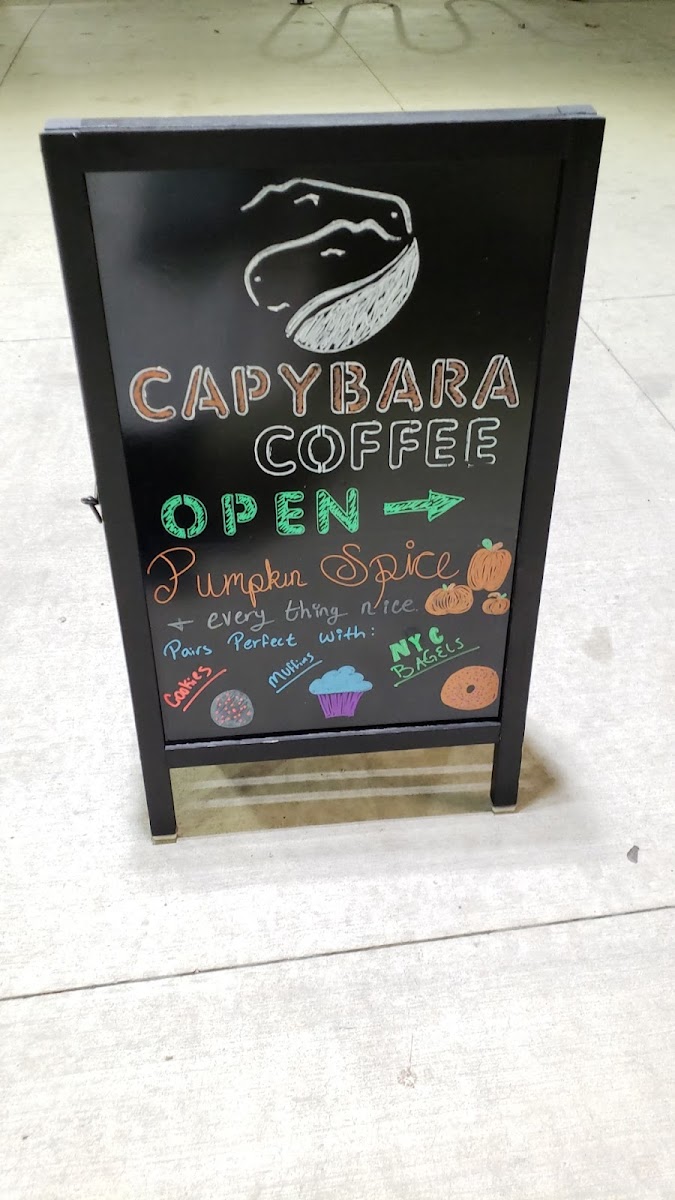 CAPYBARA
COFFEE
OPEN
Pumpkin Spice
+ every thing nice.
Pairs Perfect with:
Cookies
Muffins
NYC
BAGELS